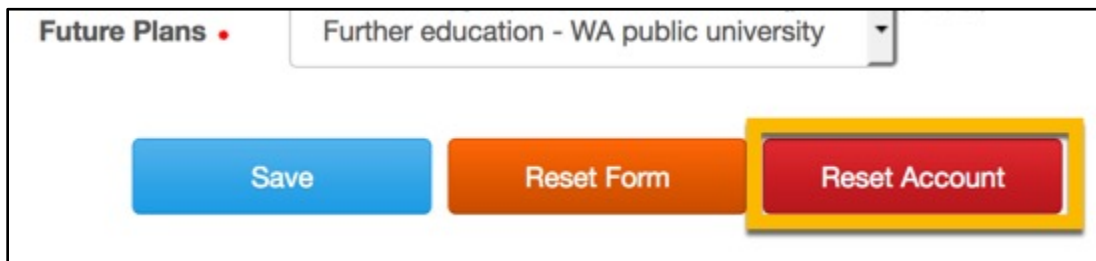 Future Plans •
Further education - WA public university
Save
Reset Form
Reset Account